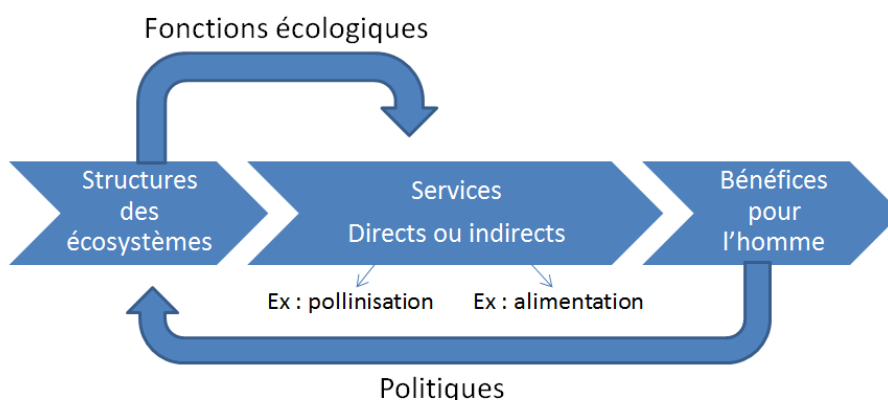 Fonctions écologiques
Structures
des
écosystèmes
Services
Directs ou indirects
Bénéfices
pour
l'homme
Ex : pollinisation
Ex : alimentation
Politiques